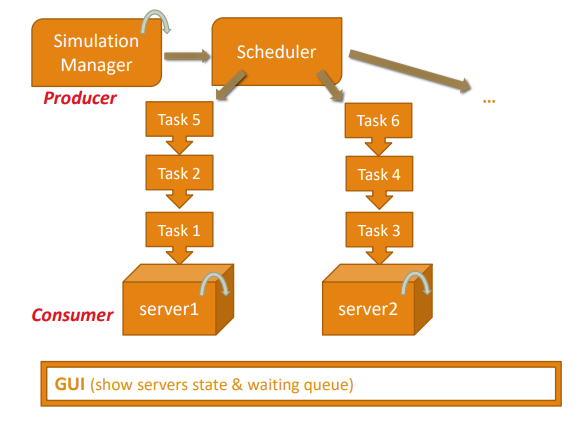 Simulation
Manager
Scheduler
Producer
...
Task 5
Task 6
Task 2
Task 4
Task 1
Task 3
server1
server2
Consumer
GUI (show servers state & waiting queue)